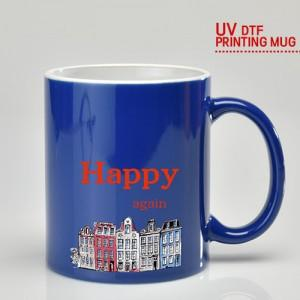 UV DTF
PRINTING MUG
Happy
again